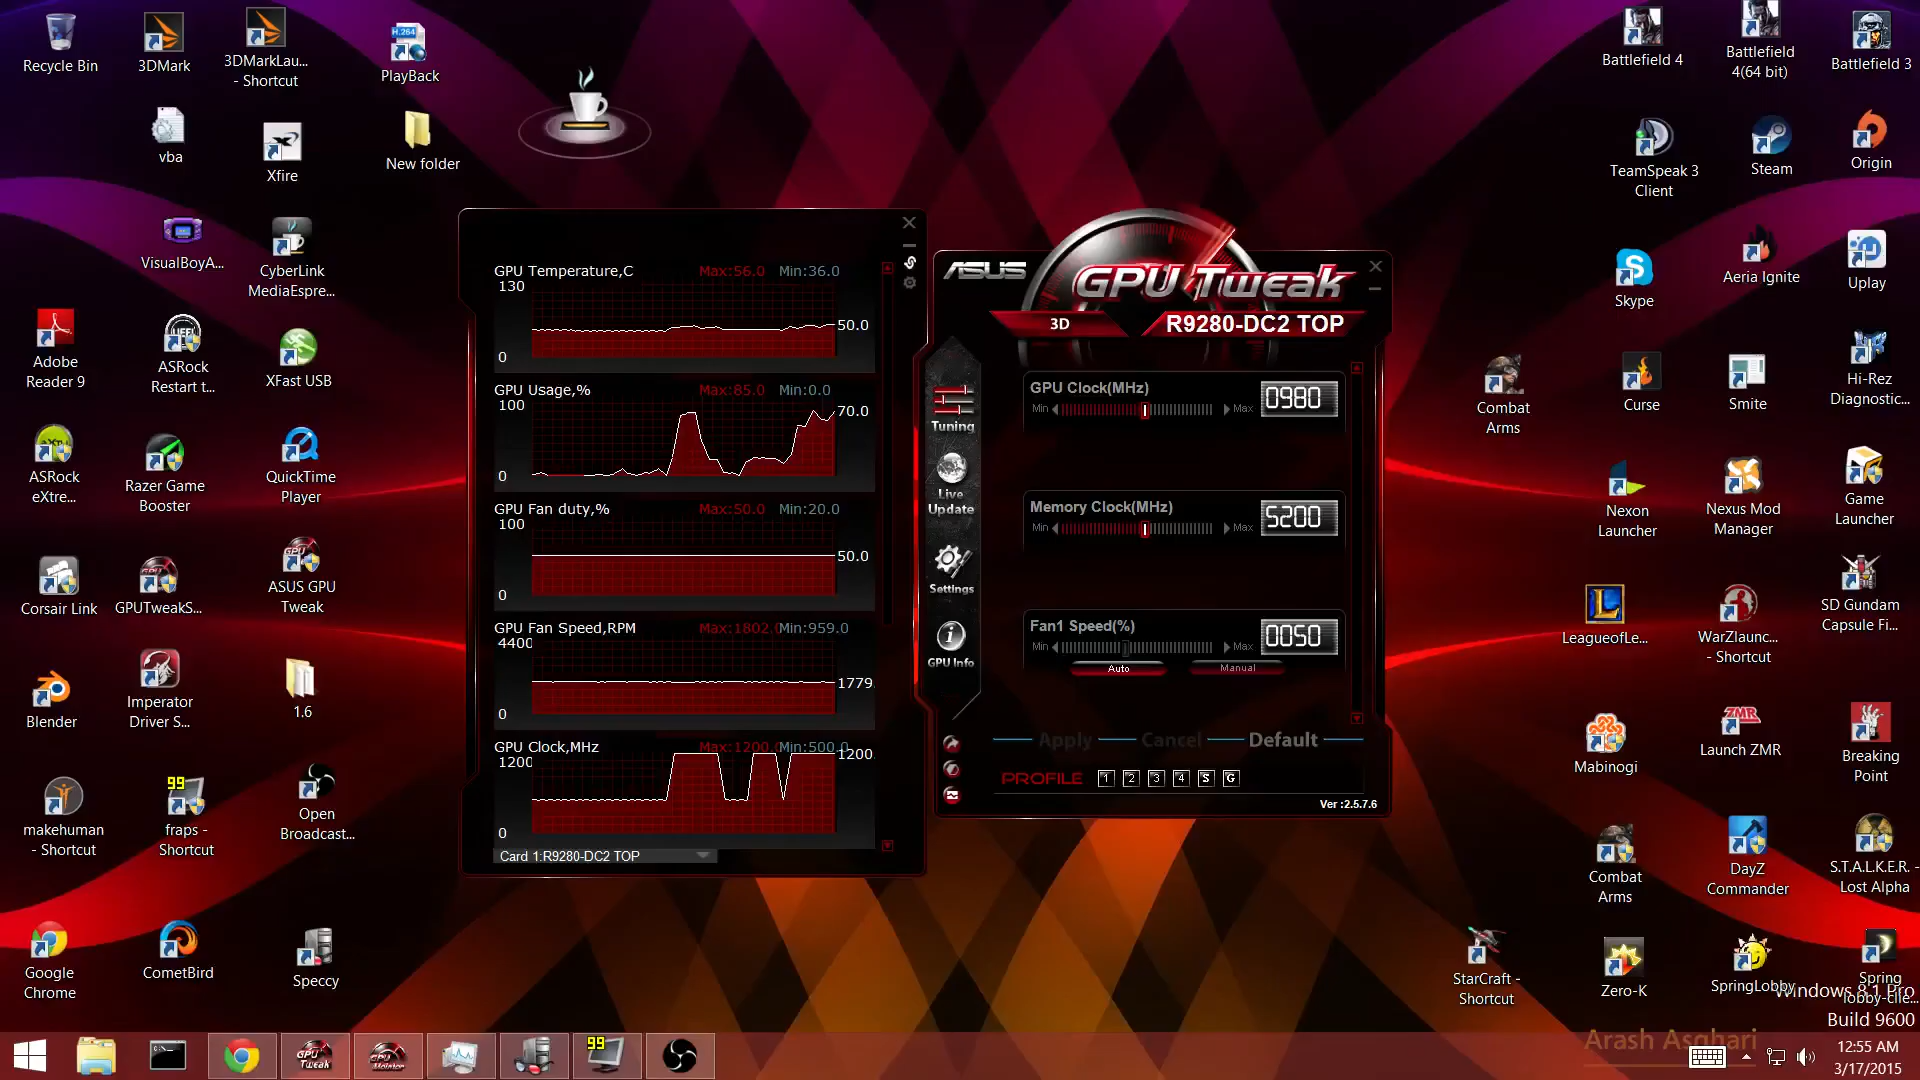 Recycle Bin
3DMark
3DMarkLau...
- Shortcut
H.264
PlayBack
vba
Xfire
New folder
VisualBoyA...
CyberLink
MediaEspre...
Adobe
Reader 9
ASRock
Restart t...
XFast USB
ASRock
eXtre...
Razer Game
Booster
QuickTime
Player
Corsair Link
GPUTweakS...
ASUS GPU
Tweak
Blender
Imperator
Driver S...
1.6
makehuman
- Shortcut
99
fraps -
Shortcut
Open
Broadcast...
Google
Chrome
CometBird
Speccy
GPU Temperature,C
Max:56.0
Min:36.0
130
50.0
0
GPU Usage,%
Max:85.0
Min:0.0
100
70.0
0
GPU Fan duty,%
Max:50.0
Min:20.0
100
50.0
0
GPU Fan Speed,RPM
Max:1802.
Min:959.0
4400
1779.
0
GPU Clock,MHz
Max:1200.
Min:500.0
1200
1200.
0
Card 1:R9280-DC2 TOP
ASUS
GPU Tweak
3D
R9280-DC2 TOP
Tuning
Live
Update
Settings
GPU Info
GPU Clock(MHz)
Min
Max
0980
Memory Clock(MHz)
Min
Max
5200
Fan1 Speed(%)
Min
Max
0050
Auto
Manual
Apply
Cancel
Default
PROFILE
1
2
3
4
S
G
Ver :2.5.7.6
Battlefield 4
Battlefield
4(64 bit)
Battlefield 3
TeamSpeak 3
Client
Steam
Origin
Skype
Aeria Ignite
Uplay
Combat
Arms
Curse
Smite
Hi-Rez
Diagnostic...
Nexon
Launcher
Nexus Mod
Manager
Game
Launcher
LeagueofLe...
WarZlaunc...
- Shortcut
SD Gundam
Capsule Fi...
Mabinogi
ZMR
Launch ZMR
Breaking
Point
Combat
Arms
DayZ
Commander
S.T.A.L.K.E.R. -
Lost Alpha
StarCraft -
Shortcut
Zero-K
SpringLobby
Spring
lobby-clie...
Windows 8.1 Pro
Build 9600
Arash Asghari
GPU
Tweak
GPU
Monitor
99
12:55 AM
3/17/2015